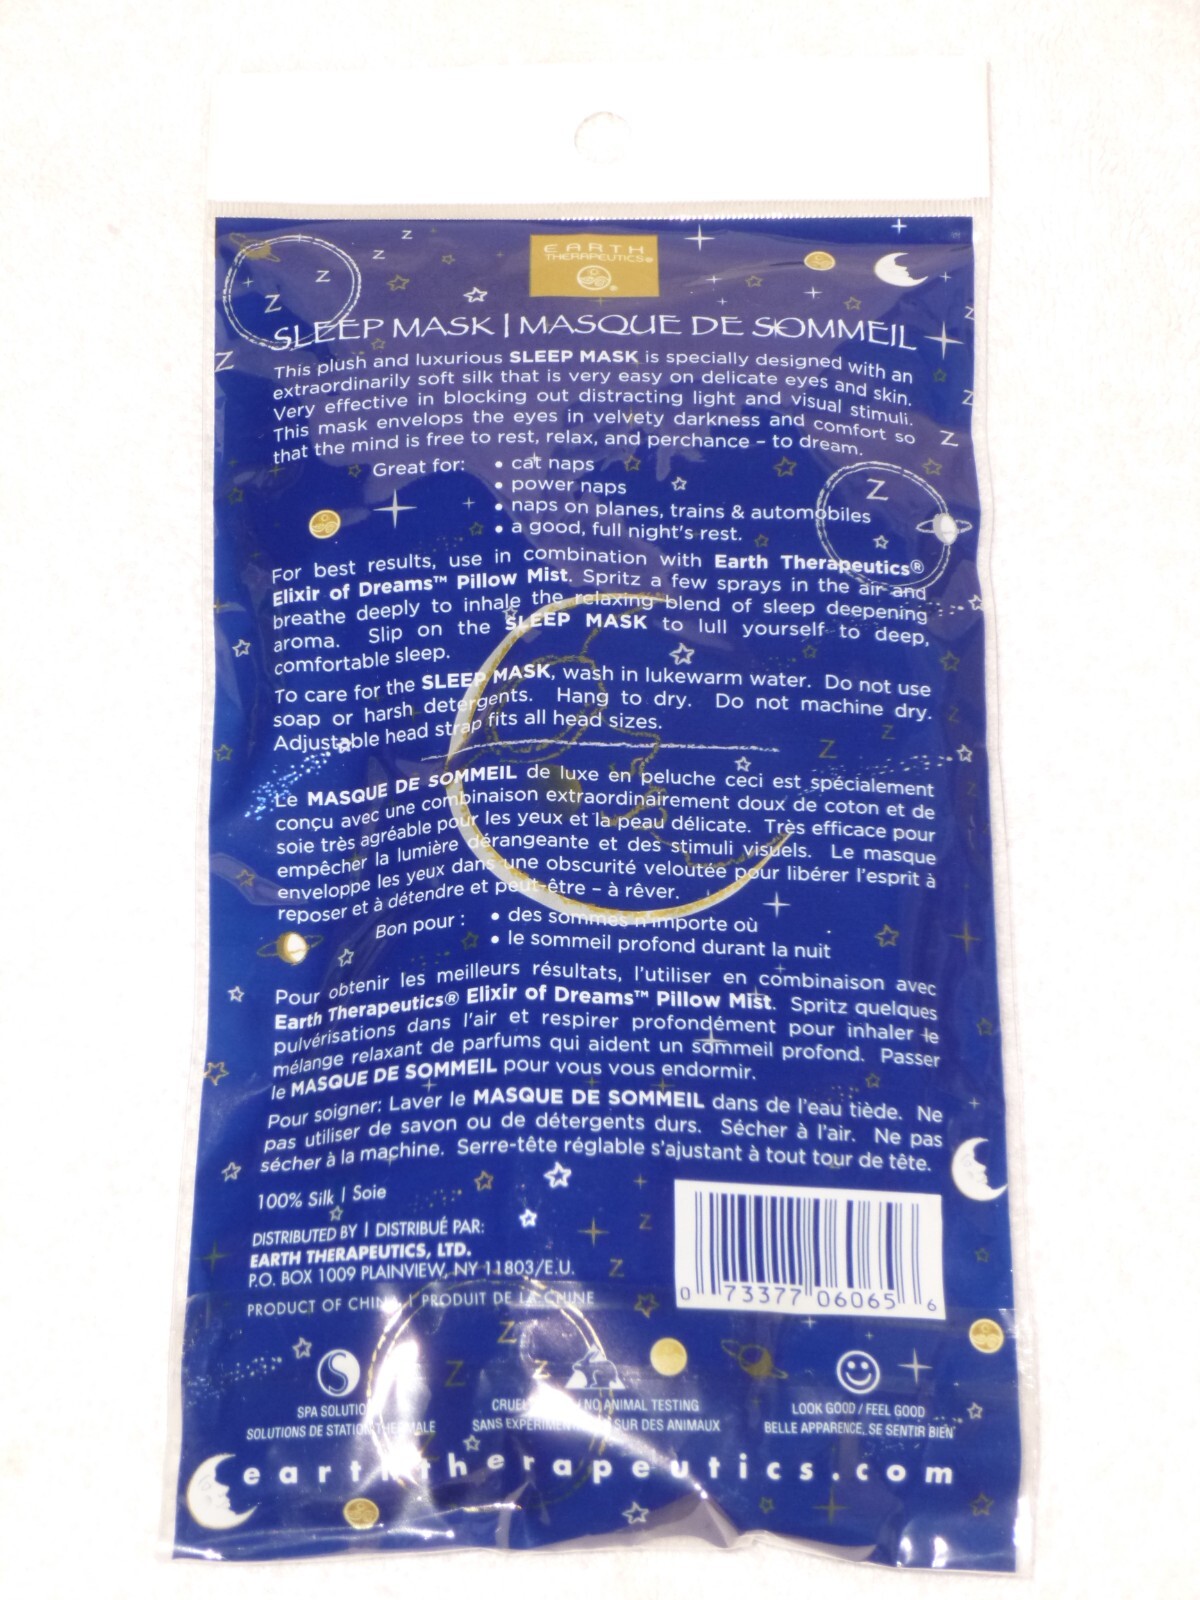 EARTH
THERAPEUTICS®
SLEEP MASK | MASQUE DE SOMMEIL
This plush and luxurious SLEEP MASK is specially designed with an
extraordinarily soft silk that is very easy on delicate eyes and skin.
Very effective in blocking out distracting light and visual stimuli.
This mask envelops the eyes in velvety darkness and comfort so
that the mind is free to rest, relax, and perchance – to dream.
Great for: • cat naps
• power naps
• naps on planes, trains & automobiles
• a good, full night's rest.
For best results, use in combination with Earth Therapeutics®
Elixir of Dreams™ Pillow Mist. Spritz a few sprays in the air and
breathe deeply to inhale the relaxing blend of sleep deepening
aroma. Slip on the SLEEP MASK to lull yourself to deep,
comfortable sleep.
To care for the SLEEP MASK, wash in lukewarm water. Do not use
soap or harsh detergents. Hang to dry. Do not machine dry.
Adjustable head strap fits all head sizes.
Le MASQUE DE SOMMEIL de luxe en peluche ceci est spécialement
conçu avec une combinaison extraordinairement doux de coton et de
soie très agréable pour les yeux et la peau délicate. Très efficace pour
empêcher la lumière dérangeante et des stimuli visuels. Le masque
enveloppe les yeux dans une obscurité veloutée pour libérer l'esprit à
reposer et à détendre et peut-être – à rêver.
Bon pour : • des sommes n'importe où
• le sommeil profond durant la nuit
Pour obtenir les meilleurs résultats, l'utiliser en combinaison avec
Earth Therapeutics® Elixir of Dreams™ Pillow Mist. Spritz quelques
pulvérisations dans l'air et respirer profondément pour inhaler le
mélange relaxant de parfums qui aident un sommeil profond. Passer
le MASQUE DE SOMMEIL pour vous vous endormir.
Pour soigner: Laver le MASQUE DE SOMMEIL dans de l'eau tiède. Ne
pas utiliser de savon ou de détergents durs. Sécher à l'air. Ne pas
sécher à la machine. Serre-tête réglable s'ajustant à tout tour de tête.
100% Silk | Soie
DISTRIBUTED BY | DISTRIBUÉ PAR:
EARTH THERAPEUTICS, LTD.
P.O. BOX 1009 PLAINVIEW, NY 11803/E.U.
PRODUCT OF CHINA | PRODUIT DE LA CHINE
0 73377 06065 6
SPA SOLUTIO
SOLUTIONS DE STATION THERMALE
NO ANIMAL TESTING
SANS SUR DES ANIMAUX
LOOK GOOD / FEEL GOOD
BELLE APPARENCE, SE SENTIR BIEN
earththerapeutics.com